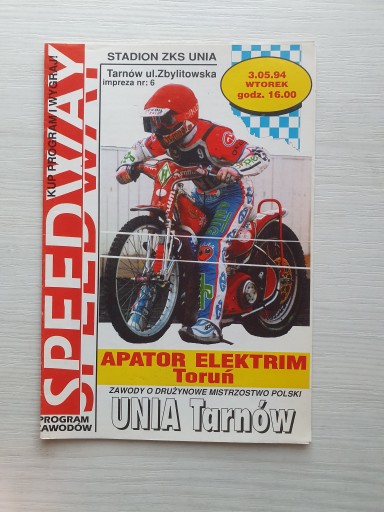 STADION ZKS UNIA
Tarnów ul.Zbylitowska
impreza nr: 6
3.05.94
WTOREK
godz. 16.00
KUP PROGRAM I WYGRAJ!
SPEEDWAY
SPEEDWAY
PROGRAM
ZAWODÓW
APATOR ELEKTRIM
Toruń
ZAWODY O DRUŻYNOWE MISTRZOSTWO POLSKI
UNIA Tarnów